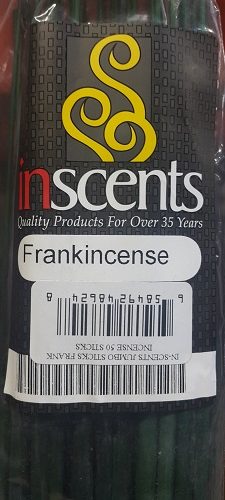 inscents
Quality Products For Over 35 Years
Frankincense
IN-SCENTS JUMBO STICKS FRANK
INCENSE 50 STICKS